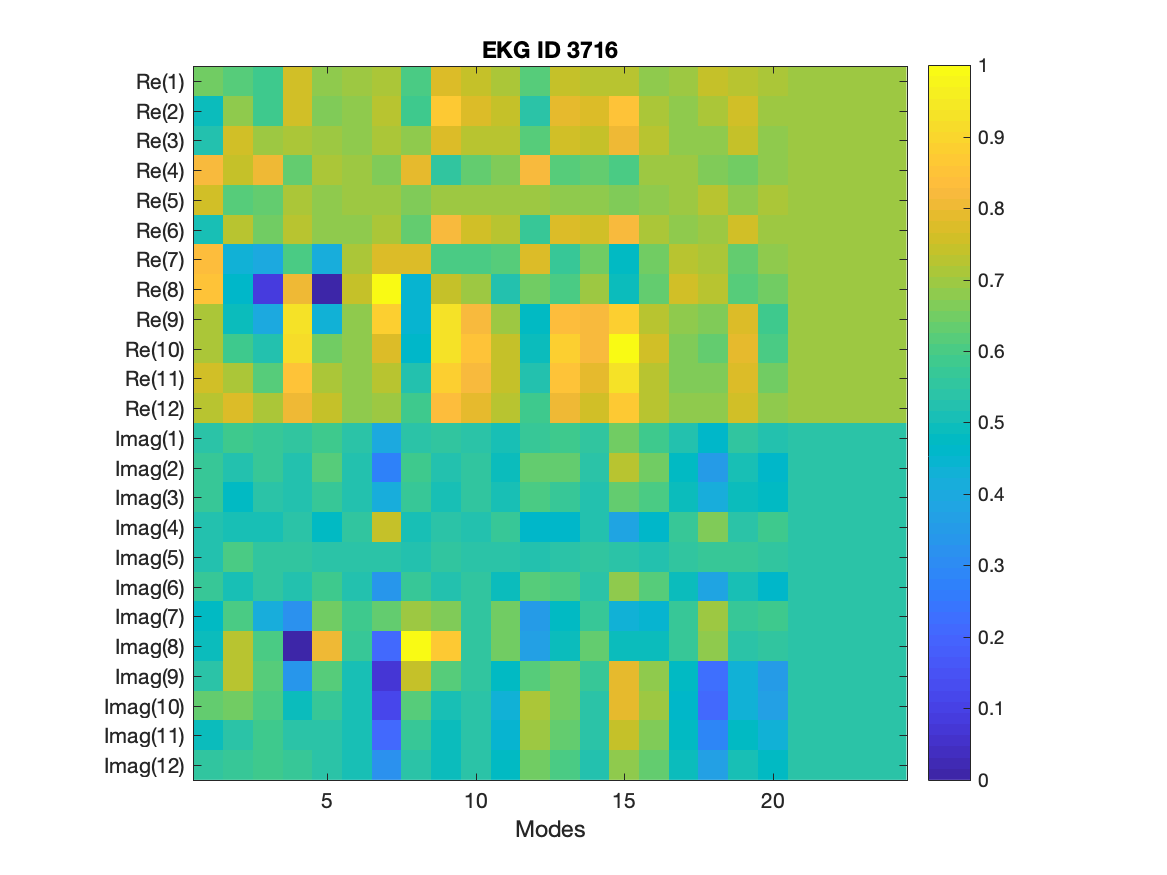 EKG ID 3716
Re(1)
Re(2)
Re(3)
Re(4)
Re(5)
Re(6)
Re(7)
Re(8)
Re(9)
Re(10)
Re(11)
Re(12)
Imag(1)
Imag(2)
Imag(3)
Imag(4)
Imag(5)
Imag(6)
Imag(7)
Imag(8)
Imag(9)
Imag(10)
Imag(11)
Imag(12)
5 10 15 20
Modes
1
0.9
0.8
0.7
0.6
0.5
0.4
0.3
0.2
0.1
0